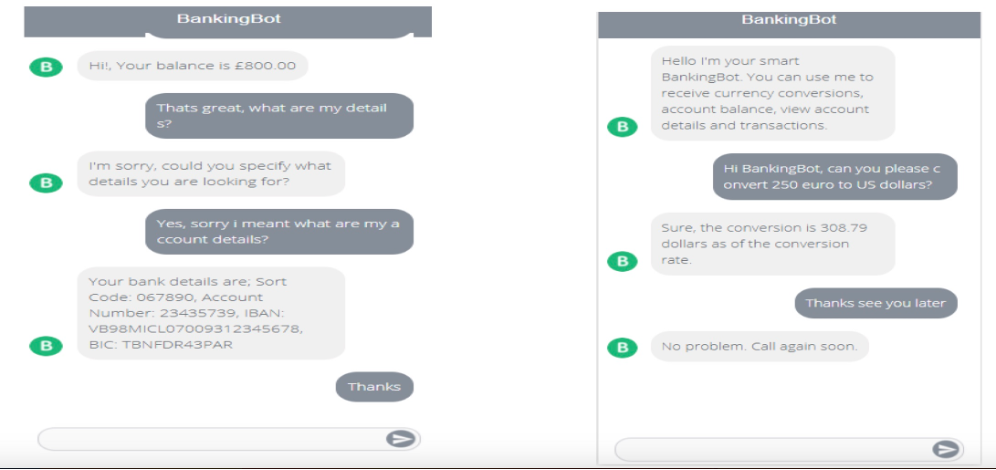 BankingBot
B
Hi!, Your balance is £800.00
Thats great, what are my detail
s?
I'm sorry, could you specify what
details you are looking for?
B
Yes, sorry i meant what are my a
ccount details?
Your bank details are; Sort
Code: 067890, Account
Number: 23435739, IBAN:
VB98MICL07009312345678,
BIC: TBNFDR43PAR
B
Thanks
BankingBot
Hello I'm your smart
BankingBot. You can use me to
receive currency conversions,
account balance, view account
details and transactions.
B
Hi BankingBot, can you please c
onvert 250 euro to US dollars?
Sure, the conversion is 308.79
dollars as of the conversion
rate.
B
Thanks see you later
B
No problem. Call again soon.